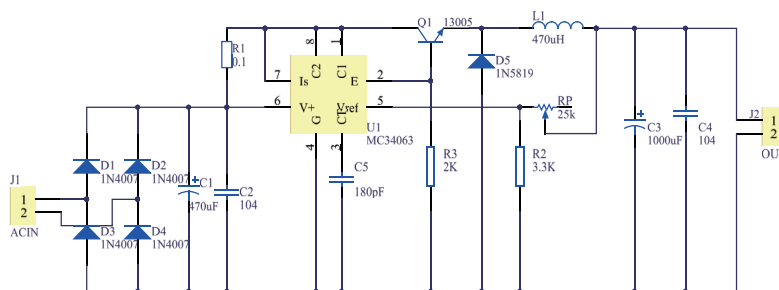 Q1 13005
L1
470uH
R1
0.1
8
1
C2
C1
7 Is E 2
D5
1N5819
6 V+ Vref 5
CT
G
U1
MC34063
4
3
RP
25k
C5
180pF
R3
2K
R2
3.3K
C3
1000uF
C4
104
J2
1
2
OU
D1
1N4007
D2
1N4007
C1
470uF
C2
104
J1
1
2
ACIN
D3
1N4007
D4
1N4007